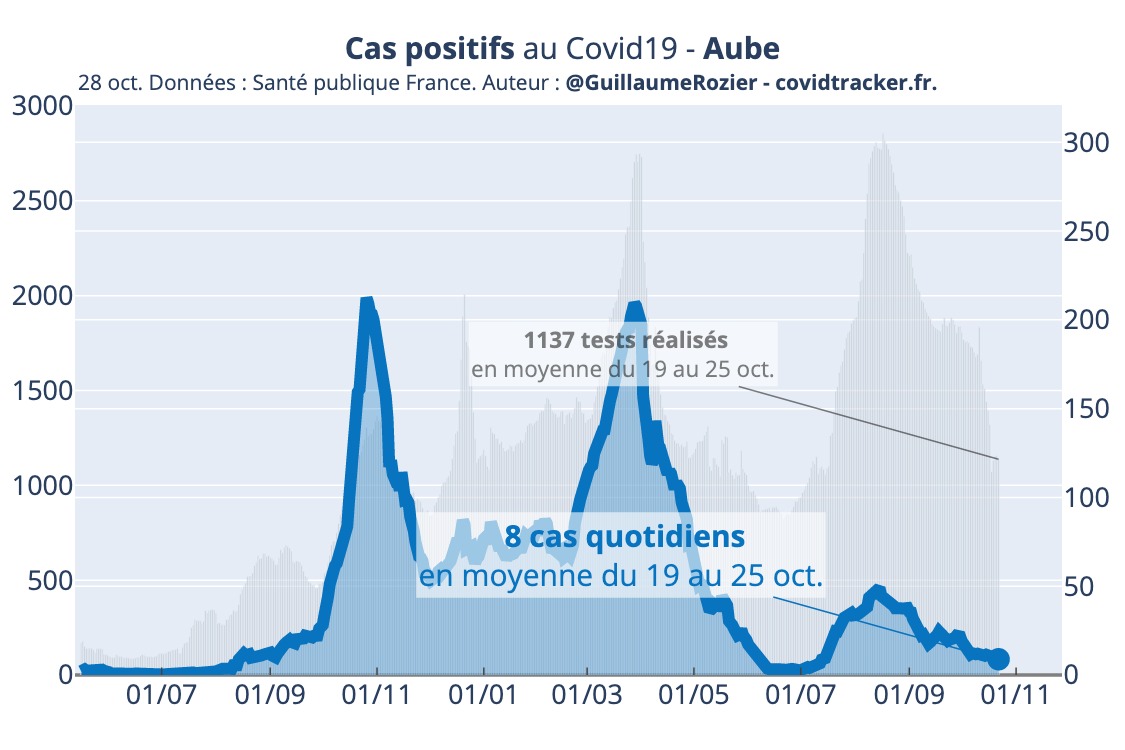 Cas positifs au Covid19 - Aube
28 oct. Données : Santé publique France. Auteur : @GuillaumeRozier - covidtracker.fr.
3000
2500
2000
1500
1000
500
0
300
250
200
150
100
50
0
1137 tests réalisés
en moyenne du 19 au 25 oct.
8 cas quotidiens
en moyenne du 19 au 25 oct.
01/07 01/09 01/11 01/01 01/03 01/05 01/07 01/09 01/11